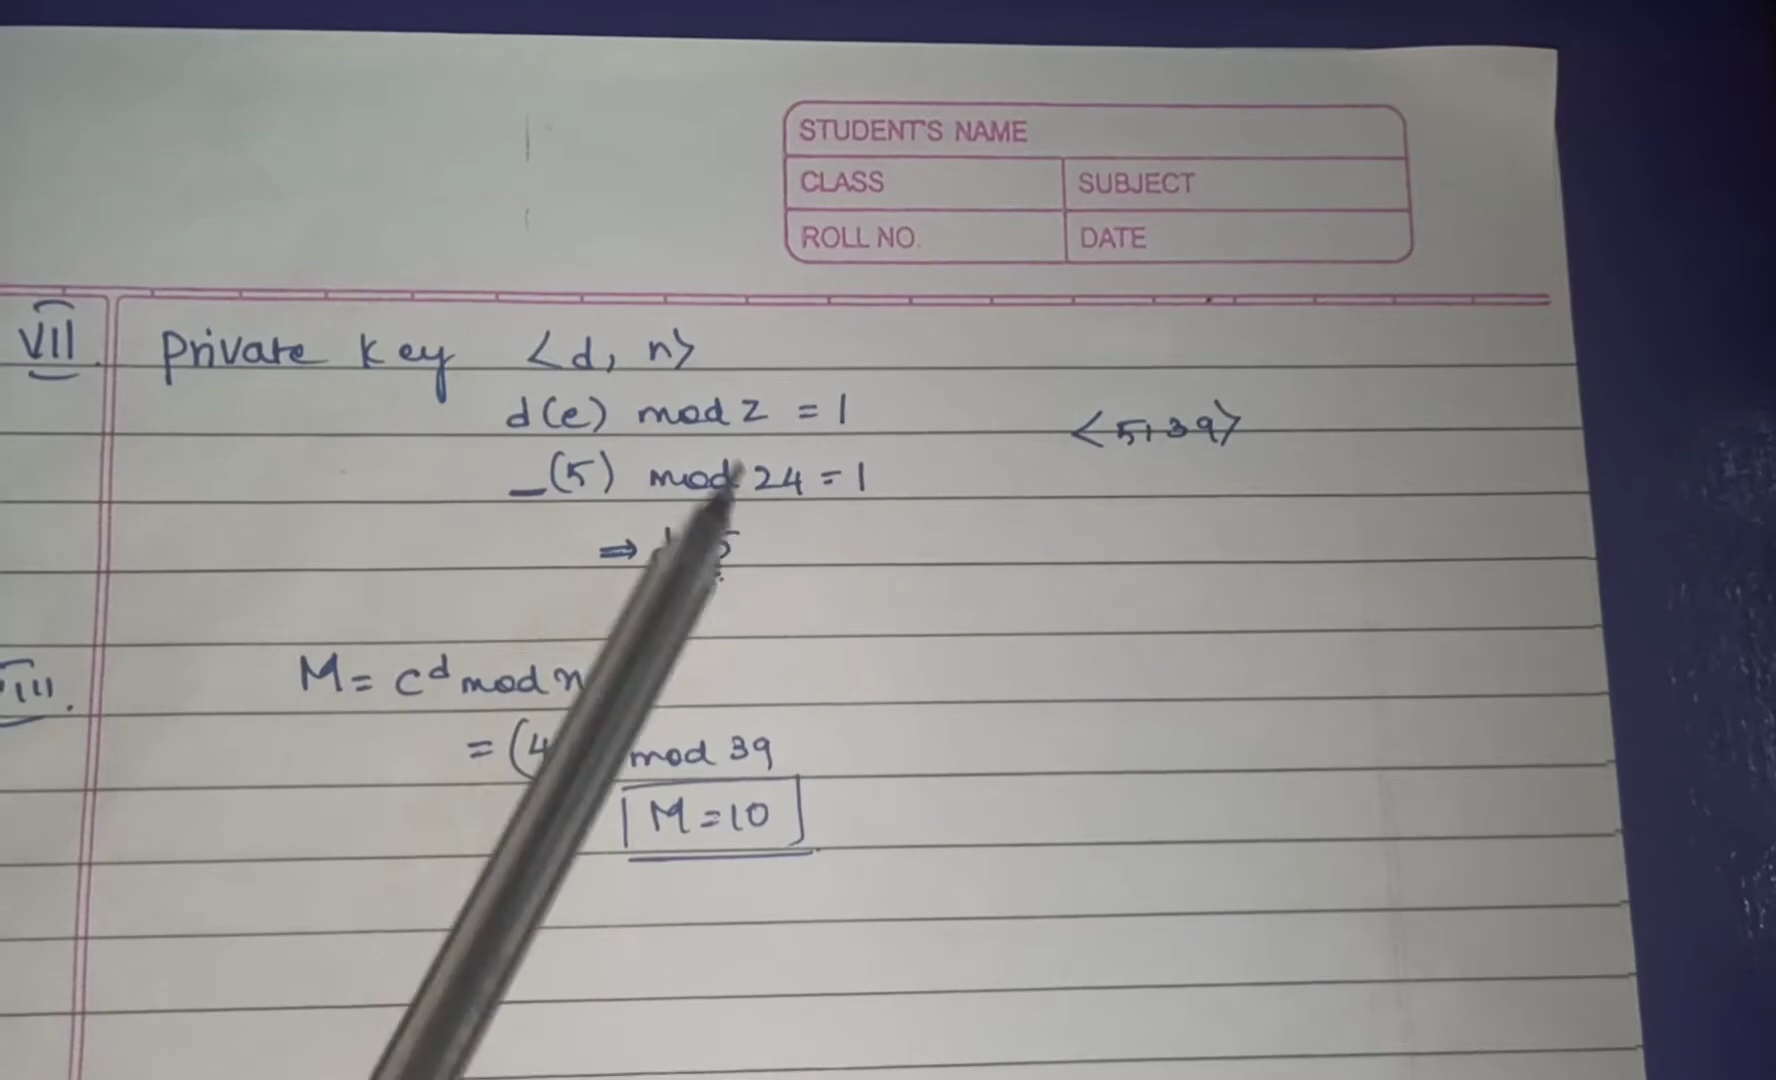 STUDENT'S NAME
CLASS SUBJECT
ROLL NO. DATE
VII Private key <d, n>
d(e) mod z = 1
<5, 39>
_(5) mod 24 = 1
⇒ 5
VIII. M = c^d mod n
= (4 mod 39
M = 10